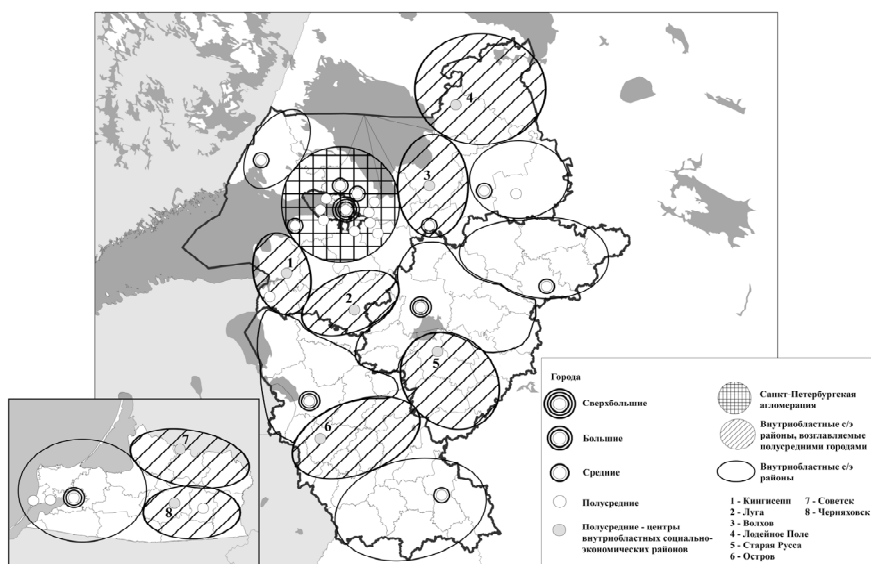 4
3
1
2
5
6
7
8
Города
Сверхбольшие
Большие
Средние
Полусредние
Полусредние - центры
внутриобластных социально-
экономических районов
Санкт-Петербургская
агломерация
Внутриобластные с/э
районы, возглавляемые
полусредними городами
Внутриобластные с/э
районы
1 - Кингисепп
2 - Луга
3 - Волхов
4 - Лодейное Поле
5 - Старая Русса
6 - Остров
7 - Советск
8 - Черняховск